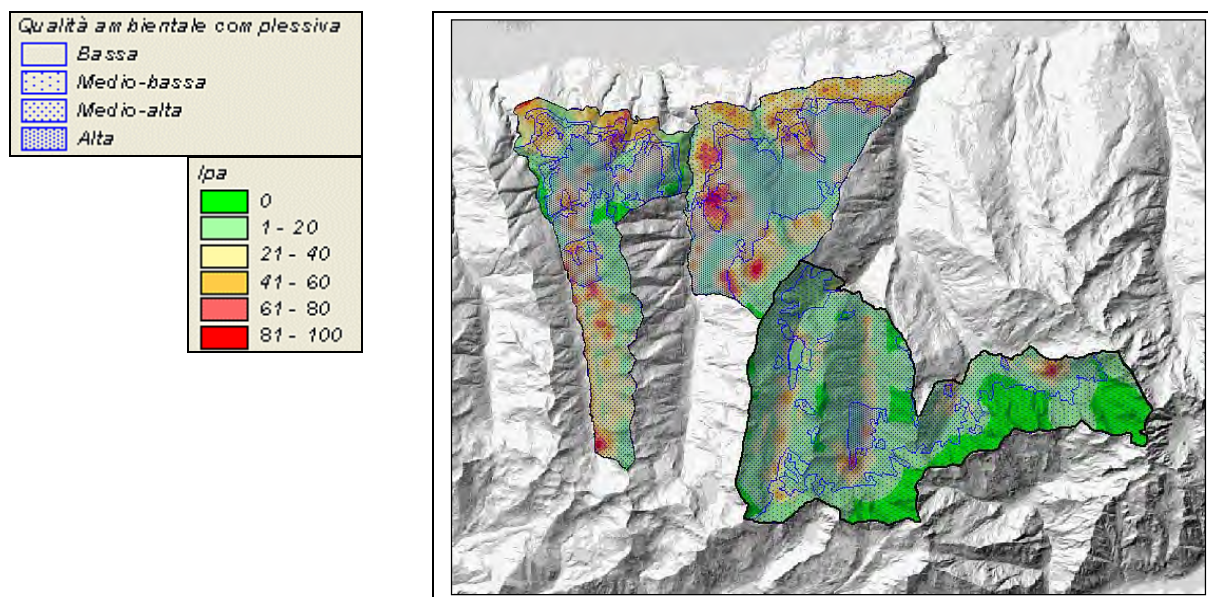 Qualità ambientale complessiva
Bassa
Medio-bassa
Medio-alta
Alta
Ipa
0
1 - 20
21 - 40
41 - 60
61 - 80
81 - 100